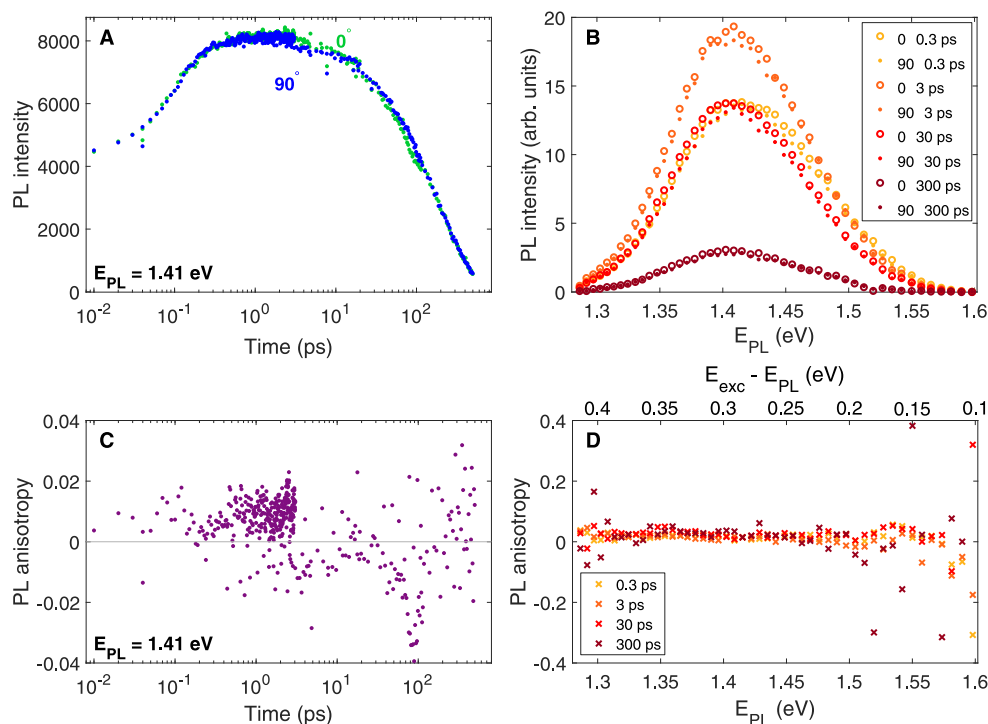 A
8000
6000
4000
2000
0
PL intensity
0°
90°
E_PL = 1.41 eV
10^-2
10^-1
10^0
10^1
10^2
Time (ps)
B
20
15
10
5
0
PL intensity (arb. units)
0 0.3 ps
90 0.3 ps
0 3 ps
90 3 ps
0 30 ps
90 30 ps
0 300 ps
90 300 ps
1.3
1.35
1.4
1.45
1.5
1.55
1.6
E_PL (eV)
C
0.04
0.02
0
-0.02
-0.04
PL anisotropy
E_PL = 1.41 eV
10^-2
10^-1
10^0
10^1
10^2
Time (ps)
E_exc - E_PL (eV)
0.4
0.35
0.3
0.25
0.2
0.15
0.1
D
0.4
0.2
0
-0.2
-0.4
PL anisotropy
0.3 ps
3 ps
30 ps
300 ps
1.3
1.35
1.4
1.45
1.5
1.55
1.6
E_PL (eV)